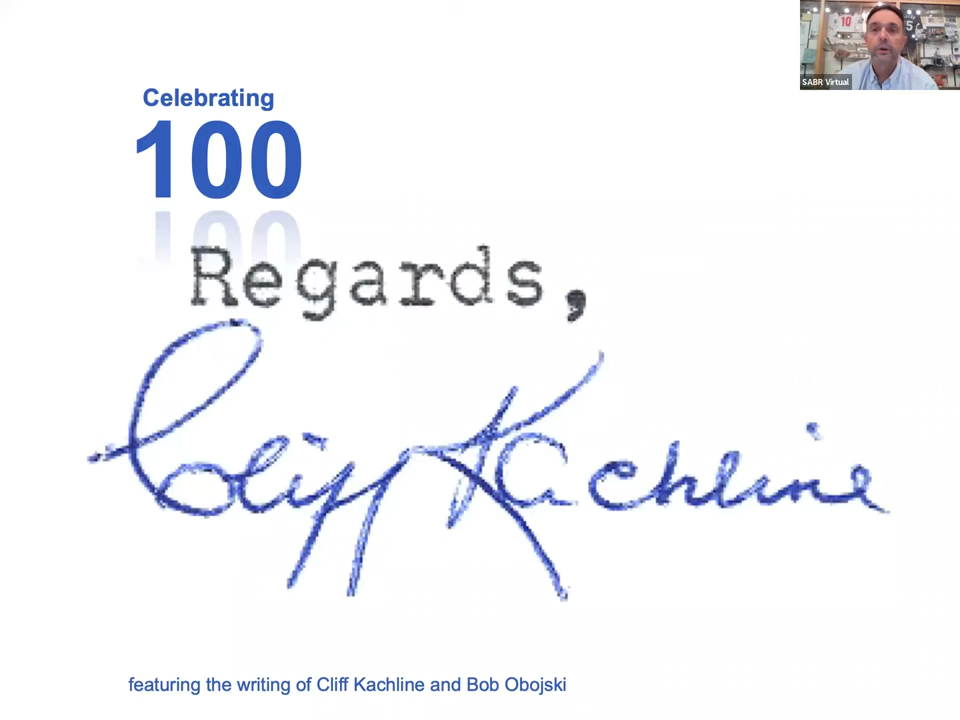 SABR Virtual
Celebrating
100
Regards,
Cliff Kachline
featuring the writing of Cliff Kachline and Bob Obojski